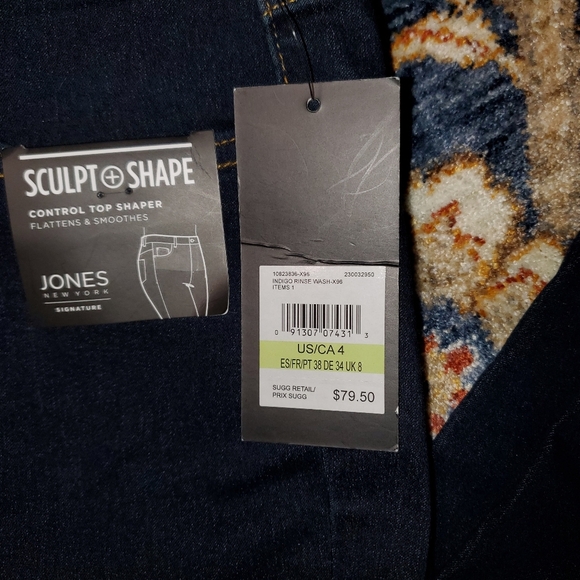 SCULPT + SHAPE
CONTROL TOP SHAPER
FLATTENS & SMOOTHES
JONES
NEW YORK
SIGNATURE
10823836-X96 230032950
INDIGO RINSE WASH-X96
ITEMS 1
0 91307 07431 3
US/CA 4
ES/FR/PT 38 DE 34 UK 8
SUGG RETAIL/
PRIX SUGG $79.50